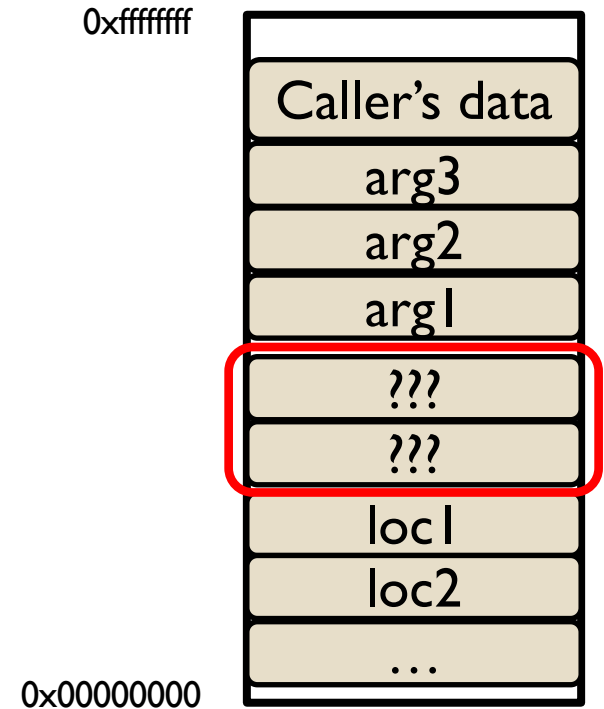 0xffffffff
Caller's data
arg3
arg2
arg1
???
???
loc1
loc2
...
0x00000000